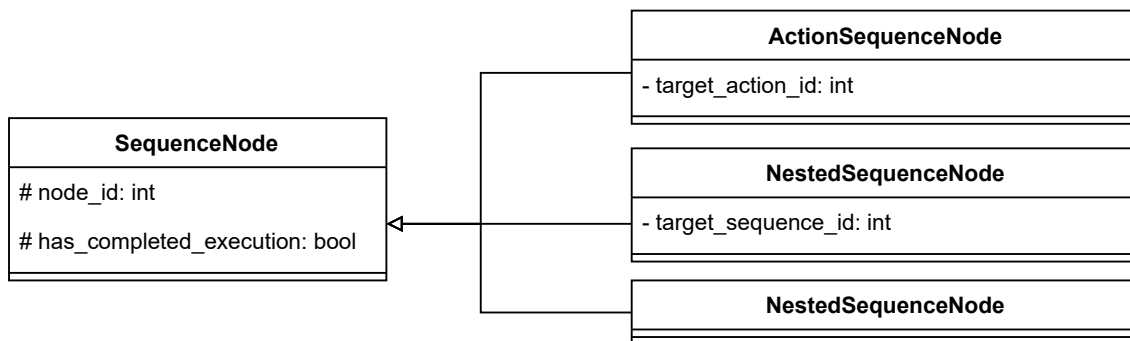 SequenceNode
# node_id: int
# has_completed_execution: bool
ActionSequenceNode
- target_action_id: int
NestedSequenceNode
- target_sequence_id: int
NestedSequenceNode